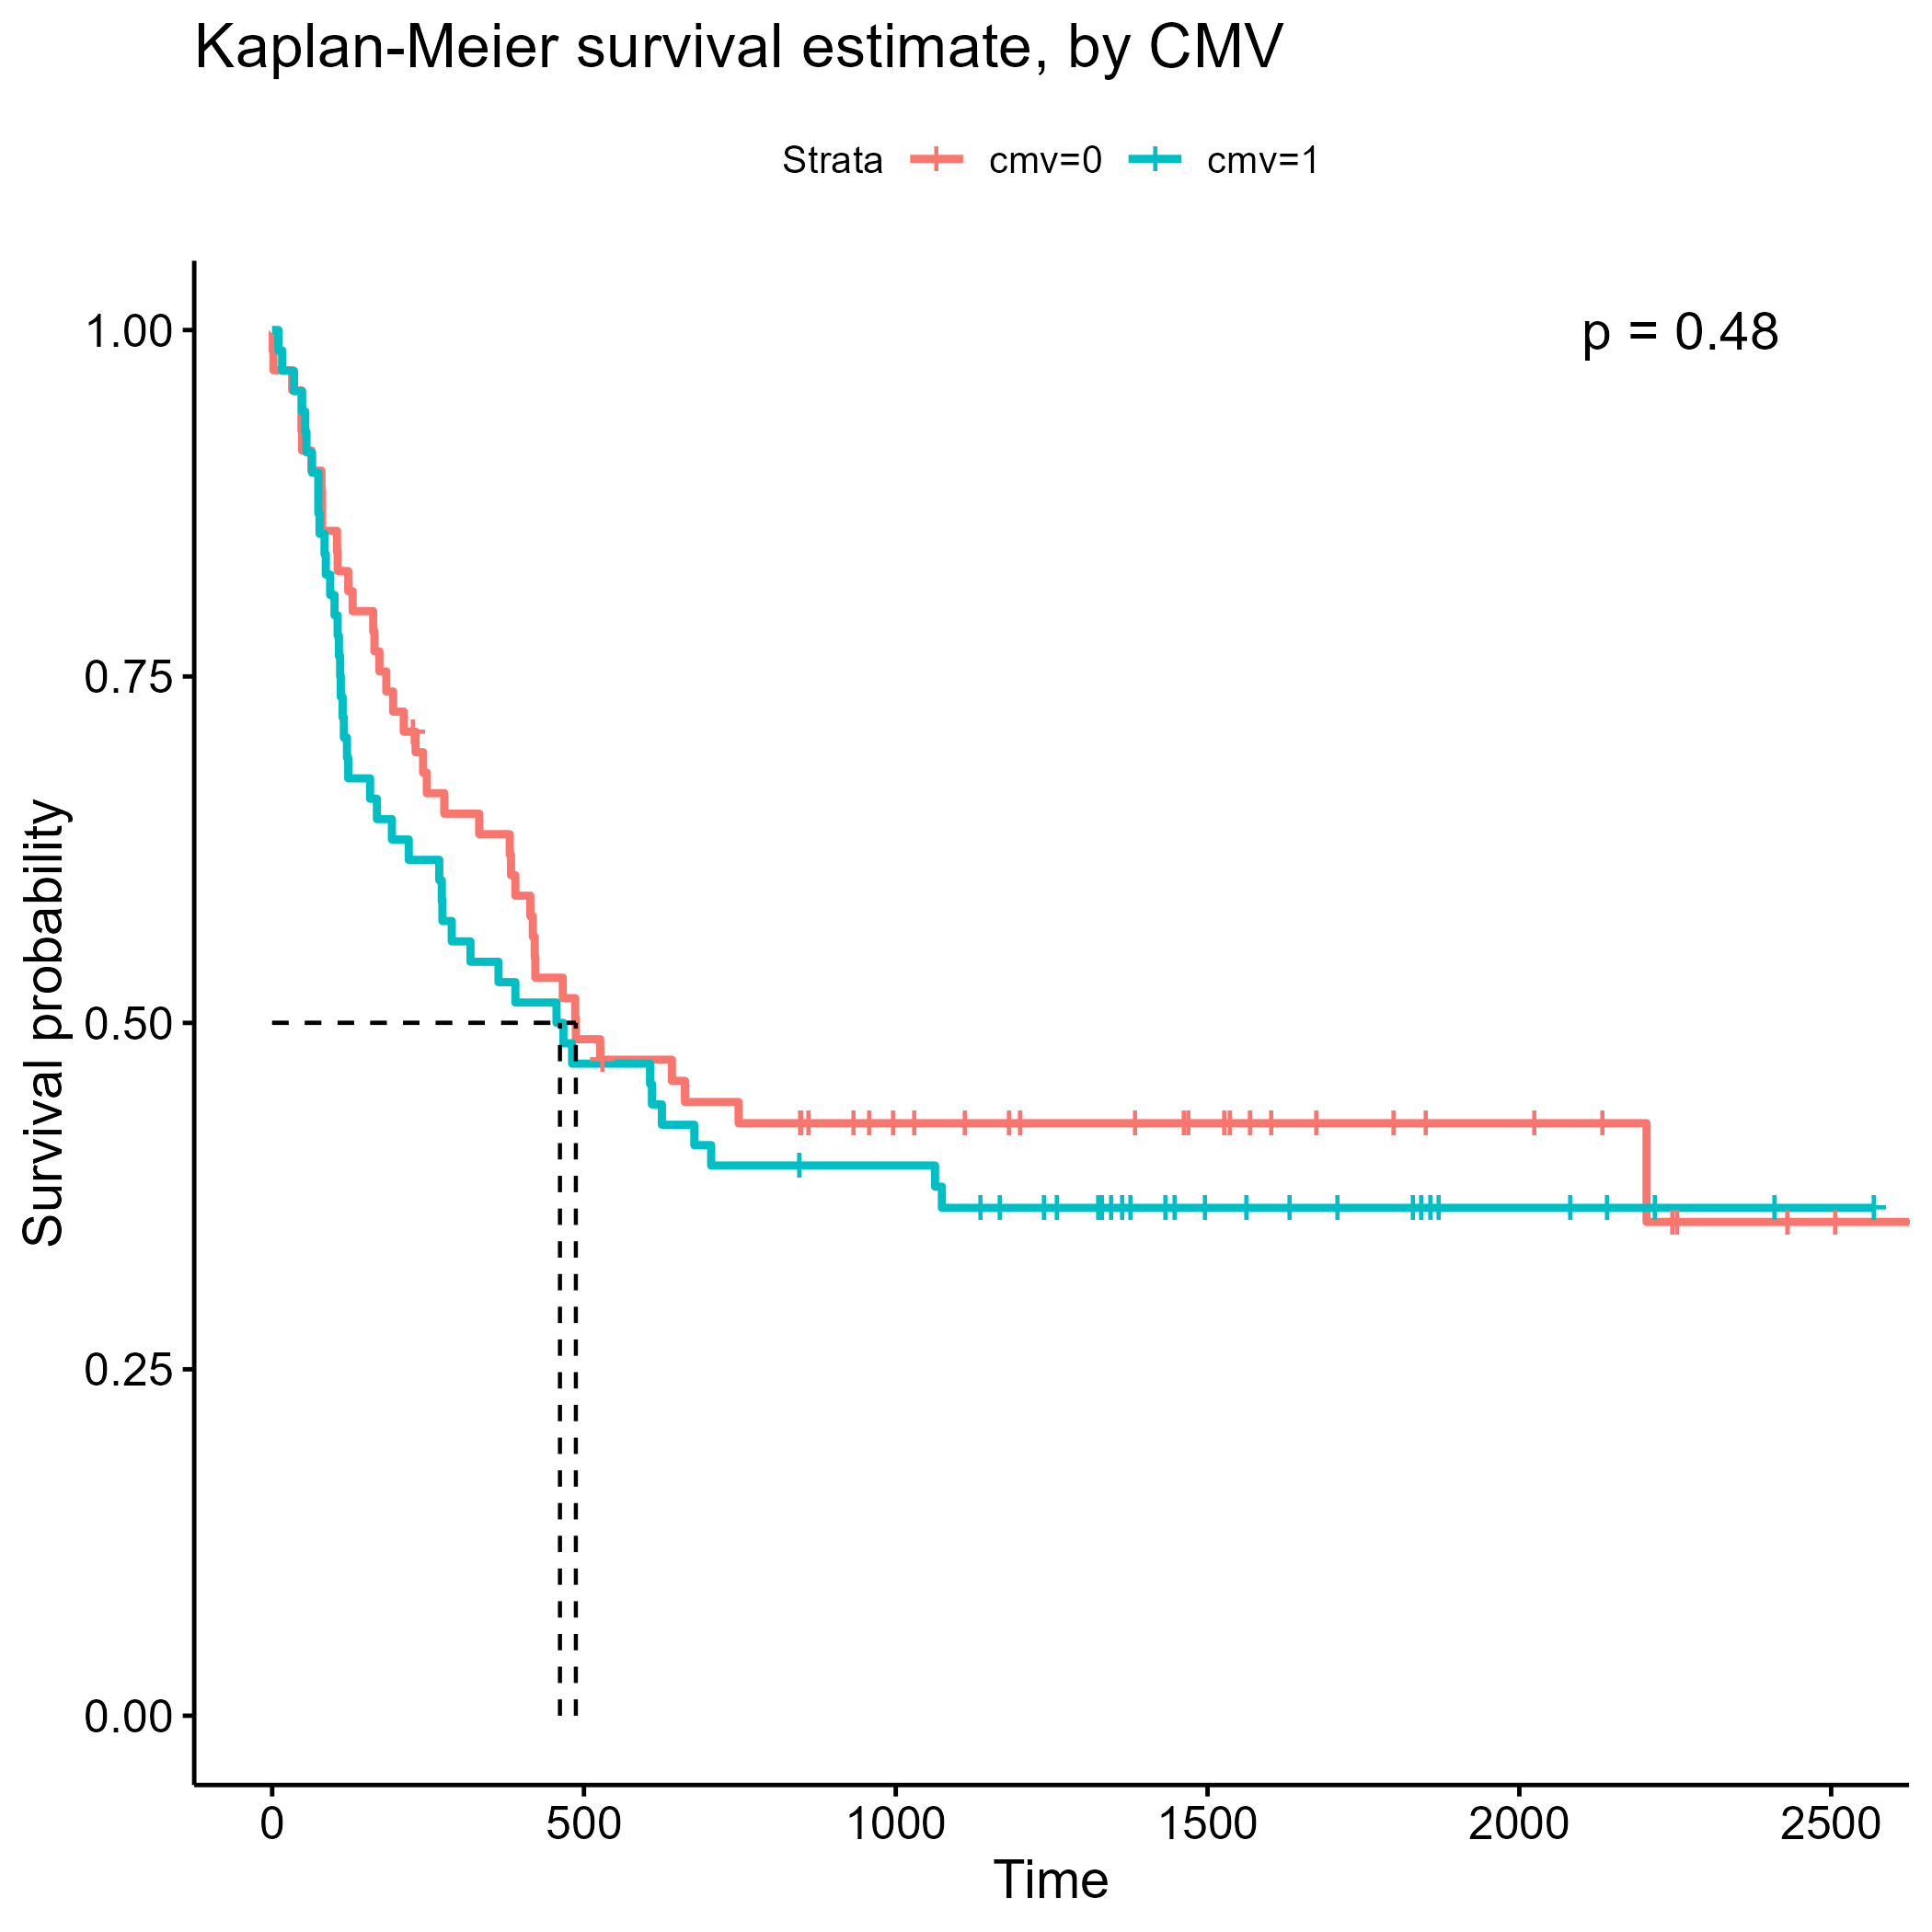 Kaplan-Meier survival estimate, by CMV
Strata cmv=0 cmv=1
p = 0.48
Survival probability
1.00
0.75
0.50
0.25
0.00
0 500 1000 1500 2000 2500
Time